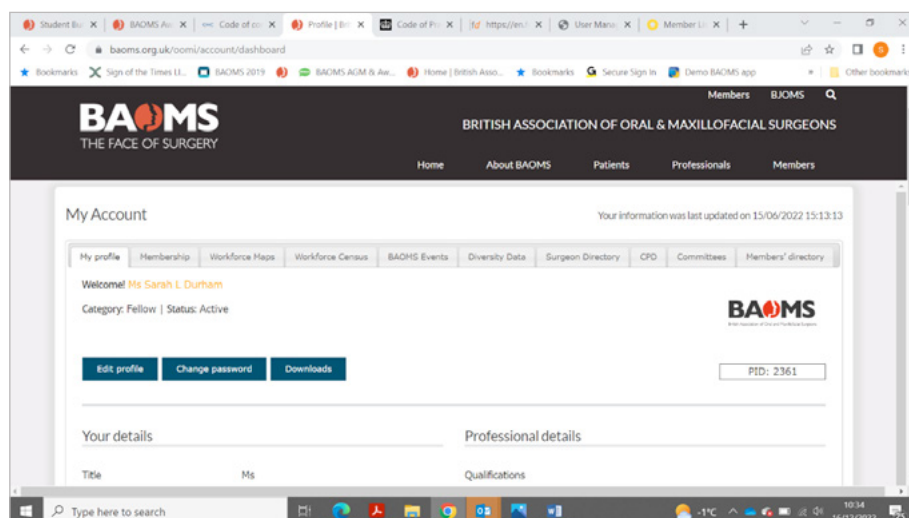 Student Bu
BAOMS Au
Code of co
Profile | Bri
Code of Pr
https://en.
User Mana
Member Li
baoms.org.uk/oomi/account/dashboard
Bookmarks
Sign of the Times Lt...
BAOMS 2019
BAOMS AGM & Aw...
Home | British Asso...
Bookmarks
Secure Sign In
Demo BAOMS app
Other bookmarks
Members BJOMS
BAOMS
THE FACE OF SURGERY
BRITISH ASSOCIATION OF ORAL & MAXILLOFACIAL SURGEONS
Home About BAOMS Patients Professionals Members
My Account
Your information was last updated on 15/06/2022 15:13:13
My profile Membership Workforce Maps Workforce Census BAOMS Events Diversity Data Surgeon Directory CPD Committees Members' directory
Welcome! Ms Sarah L Durham
Category: Fellow | Status: Active
BAOMS
Edit profile Change password Downloads
PID: 2361
Your details
Professional details
Title Ms
Qualifications
Type here to search
-1°C
10:34